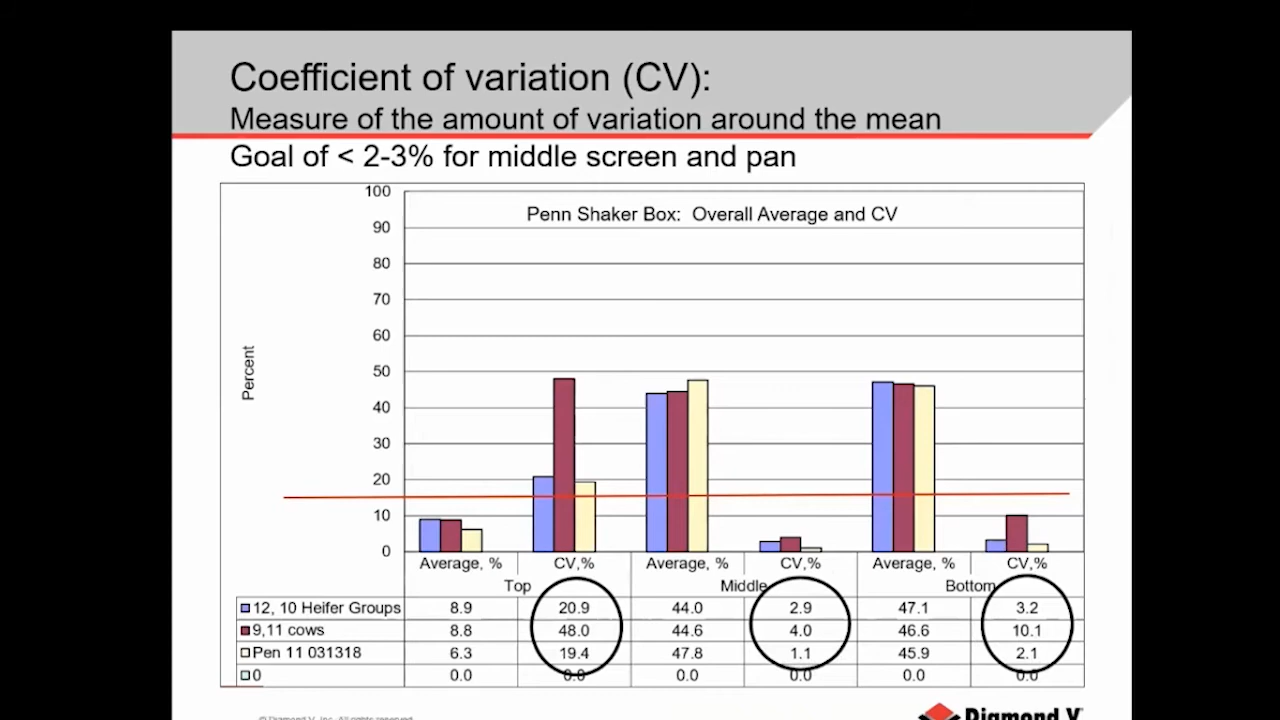 Coefficient of variation (CV):
Measure of the amount of variation around the mean
Goal of < 2-3% for middle screen and pan
Penn Shaker Box: Overall Average and CV
100
90
80
70
60
50
40
30
20
10
0
Percent
Average, % CV,% Average, % CV,% Average, % CV,%
Top Middle Bottom
12, 10 Heifer Groups 8.9 20.9 44.0 2.9 47.1 3.2
9,11 cows 8.8 48.0 44.6 4.0 46.6 10.1
Pen 11 031318 6.3 19.4 47.8 1.1 45.9 2.1
0 0.0 0.0 0.0 0.0 0.0 0.0
© Diamond V, Inc. All rights reserved.
Diamond V